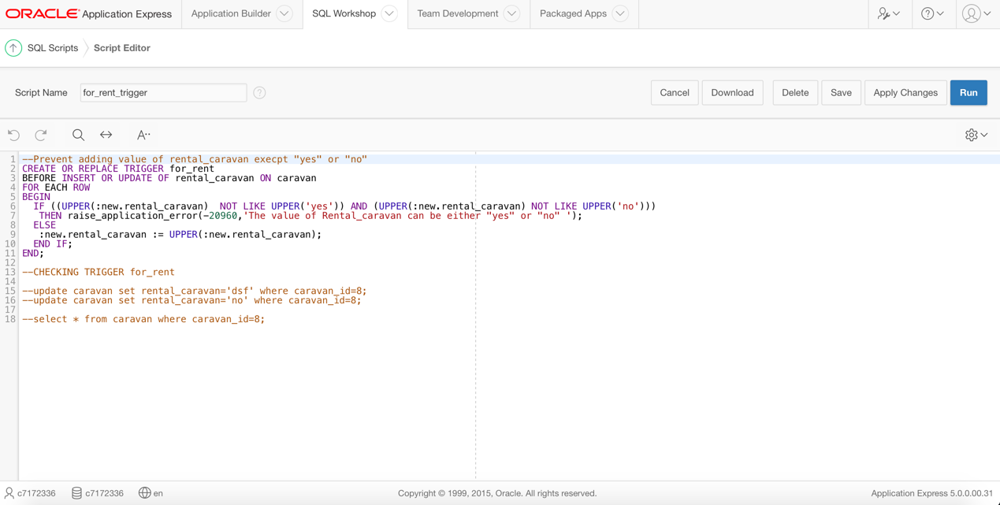 ORACLE Application Express Application Builder SQL Workshop Team Development Packaged Apps
SQL Scripts Script Editor
Script Name for_rent_trigger ? Cancel Download Delete Save Apply Changes Run
A
1 --Prevent adding value of rental_caravan execpt "yes" or "no"
2 CREATE OR REPLACE TRIGGER for_rent
3 BEFORE INSERT OR UPDATE OF rental_caravan ON caravan
4 FOR EACH ROW
5 BEGIN
6 IF ((UPPER(:new.rental_caravan)  NOT LIKE UPPER('yes')) AND (UPPER(:new.rental_caravan) NOT LIKE UPPER('no')))
7 THEN raise_application_error(-20960,'The value of Rental_caravan can be either "yes" or "no" ');
8 ELSE
9 :new.rental_caravan := UPPER(:new.rental_caravan);
10 END IF;
11 END;
12
13 --CHECKING TRIGGER for_rent
14
15 --update caravan set rental_caravan='dsf' where caravan_id=8;
16 --update caravan set rental_caravan='no' where caravan_id=8;
17
18 --select * from caravan where caravan_id=8;
c7172336 c7172336 en Copyright © 1999, 2015, Oracle. All rights reserved. Application Express 5.0.0.00.31